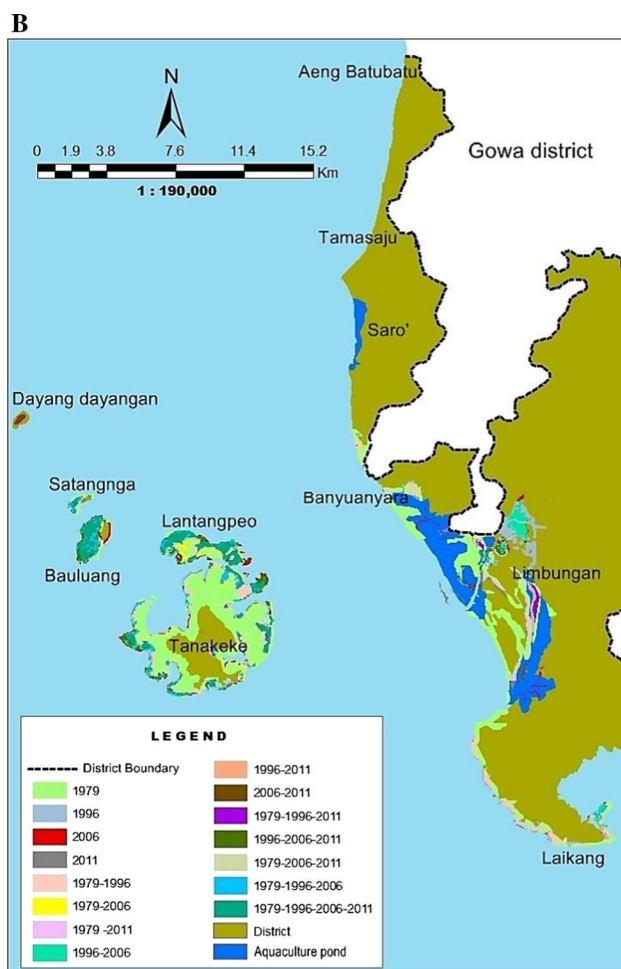 B
Aeng Batubatu
N
0 1.9 3.8 7.6 11.4 15.2
Km
1 : 190,000
Gowa district
Tamasaju
Saro'
Dayang dayangan
Satangnga
Banyuanyara
Lantangpeo
Bauluang
Limbungan
Tanakeke
Laikang
LEGEND
District Boundary
1979
1996
2006
2011
1979-1996
1979-2006
1979 -2011
1996-2006
1996-2011
2006-2011
1979-1996-2011
1996-2006-2011
1979-2006-2011
1979-1996-2006
1979-1996-2006-2011
District
Aquaculture pond